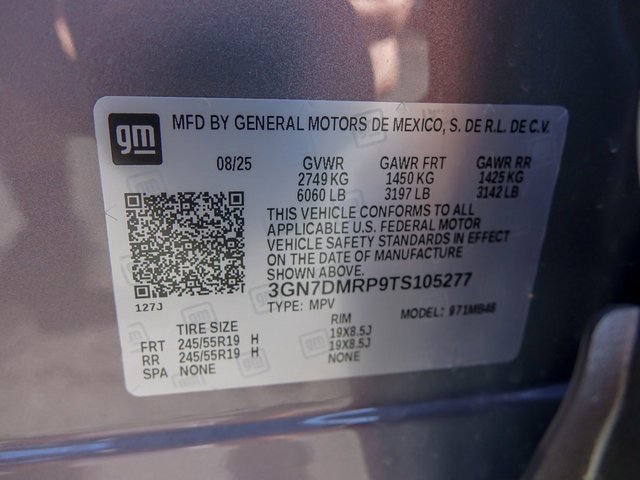 gm
MFD BY GENERAL MOTORS DE MEXICO, S. DE R.L. DE C.V.
08/25 GVWR GAWR FRT GAWR RR
2749 KG 1450 KG 1425 KG
6060 LB 3197 LB 3142 LB
THIS VEHICLE CONFORMS TO ALL
APPLICABLE U.S. FEDERAL MOTOR
VEHICLE SAFETY STANDARDS IN EFFECT
ON THE DATE OF MANUFACTURE
SHOWN ABOVE.
3GN7DMRP9TS105277
127J TYPE: MPV MODEL: 971MB48
TIRE SIZE RIM
FRT 245/55R19 H 19X8.5J
RR 245/55R19 H 19X8.5J
SPA NONE NONE